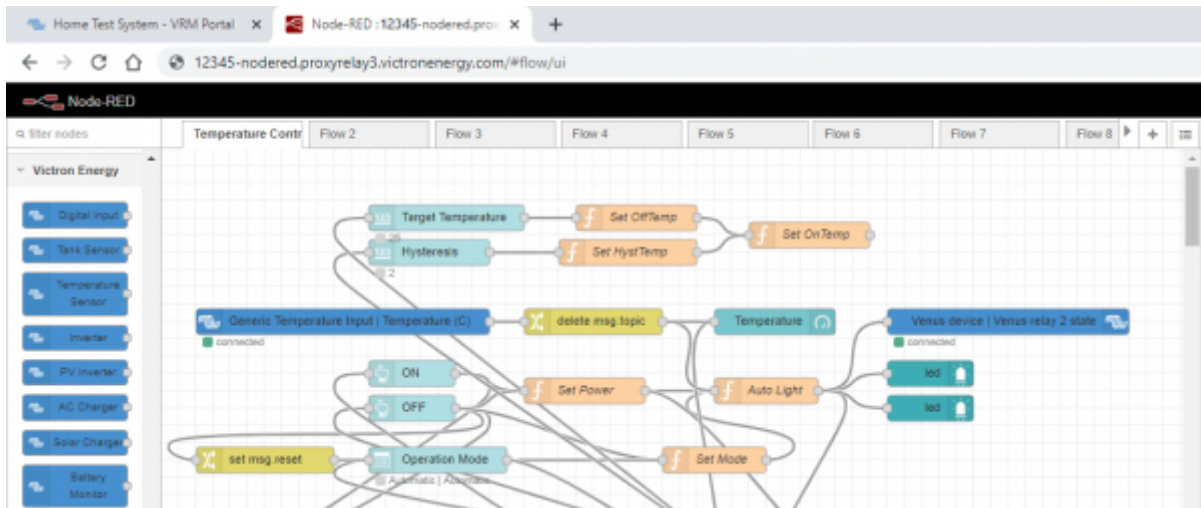 Home Test System - VRM Portal
Node-RED : 12345-nodered.prox
12345-nodered.proxyrelay3.victronenergy.com/#flow/ui
Node-RED
filter nodes
Temperature Contr
Flow 2
Flow 3
Flow 4
Flow 5
Flow 6
Flow 7
Flow 8
Victron Energy
Digital Input
Tank Sensor
Temperature
Sensor
Inverter
PV Inverter
AC Charger
Solar Charger
Battery
Monitor
Target Temperature
Set OffTemp
26
Set OnTemp
Hysteresis
Set HystTemp
2
Generic Temperature Input | Temperature (C)
connected
delete msg.topic
Temperature
Venus device | Venus relay 2 state
connected
ON
led
Set Power
Auto Light
OFF
led
set msg.reset
Operation Mode
Set Mode
Automatic | Automatic